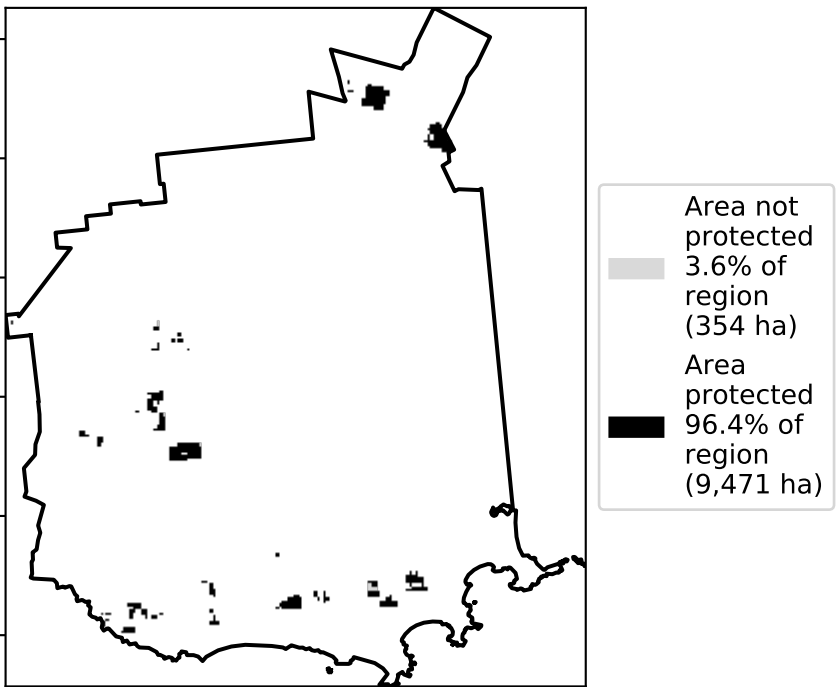 Area not
protected
3.6% of
region
(354 ha)
Area
protected
96.4% of
region
(9,471 ha)